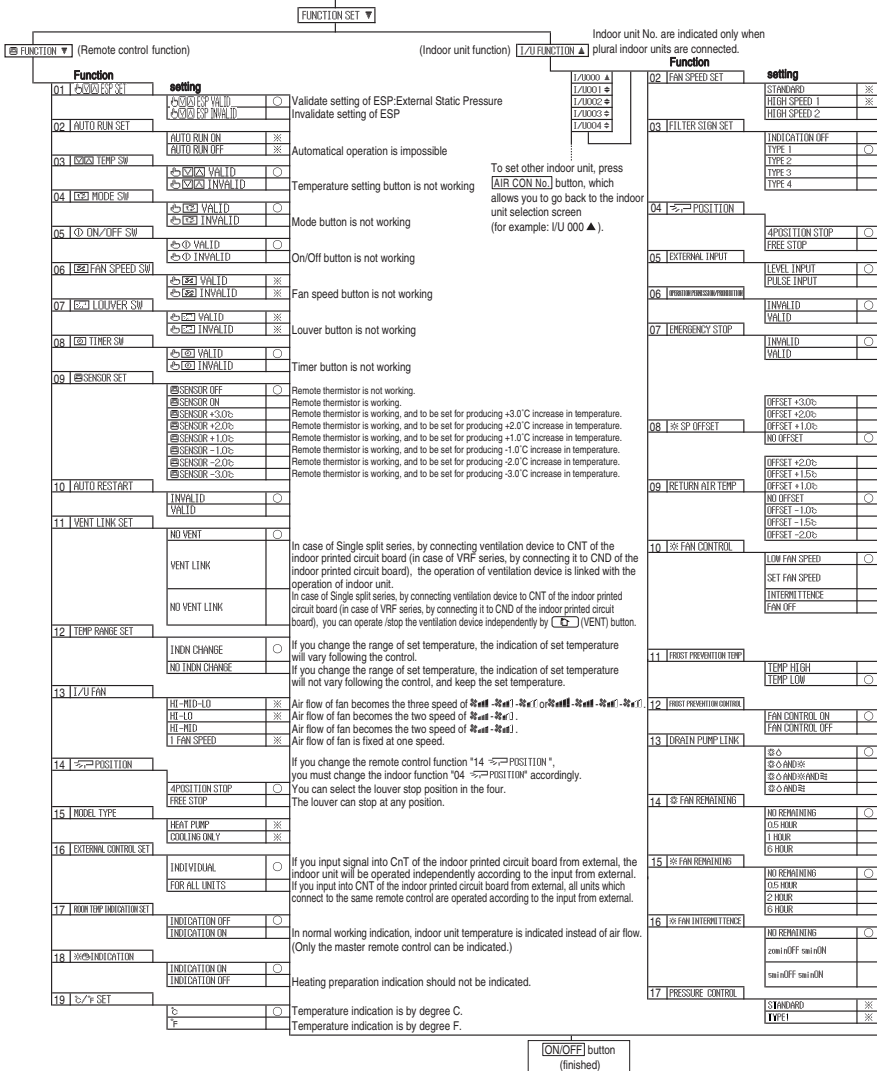 FUNCTION SET ▼
FUNCTION ▼ (Remote control function)
(Indoor unit function) I/U FUNCTION ▲
Indoor unit No. are indicated only when
plural indoor units are connected.
Function
setting
01 ESP SET
ESP VALID ○ Validate setting of ESP:External Static Pressure
ESP INVALID Invalidate setting of ESP
02 AUTO RUN SET
AUTO RUN ON ※
AUTO RUN OFF ※ Automatical operation is impossible
03 TEMP SW
VALID ○
INVALID Temperature setting button is not working
04 MODE SW
VALID ○
INVALID Mode button is not working
05 ON/OFF SW
VALID ○
INVALID On/Off button is not working
06 FAN SPEED SW
VALID ※
INVALID ※ Fan speed button is not working
07 LOUVER SW
VALID ※
INVALID ※ Louver button is not working
08 TIMER SW
VALID ○
INVALID Timer button is not working
09 SENSOR SET
SENSOR OFF ○ Remote thermistor is not working.
SENSOR ON Remote thermistor is working.
SENSOR +3.0℃ Remote thermistor is working, and to be set for producing +3.0°C increase in temperature.
SENSOR +2.0℃ Remote thermistor is working, and to be set for producing +2.0°C increase in temperature.
SENSOR +1.0℃ Remote thermistor is working, and to be set for producing +1.0°C increase in temperature.
SENSOR -1.0℃ Remote thermistor is working, and to be set for producing -1.0°C increase in temperature.
SENSOR -2.0℃ Remote thermistor is working, and to be set for producing -2.0°C increase in temperature.
SENSOR -3.0℃ Remote thermistor is working, and to be set for producing -3.0°C increase in temperature.
10 AUTO RESTART
INVALID ○
VALID
11 VENT LINK SET
NO VENT ○
VENT LINK
In case of Single split series, by connecting ventilation device to CNT of the
indoor printed circuit board (in case of VRF series, by connecting it to CND of the
indoor printed circuit board), the operation of ventilation device is linked with the
operation of indoor unit.
NO VENT LINK
In case of Single split series, by connecting ventilation device to CNT of the indoor printed
circuit board (in case of VRF series, by connecting it to CND of the indoor printed circuit
board), you can operate /stop the ventilation device independently by (VENT) button.
12 TEMP RANGE SET
INDN CHANGE ○
If you change the range of set temperature, the indication of set temperature
will vary following the control.
NO INDN CHANGE
If you change the range of set temperature, the indication of set temperature
will not vary following the control, and keep the set temperature.
13 I/U FAN
HI-MID-LO ※ Air flow of fan becomes the three speed of - - or - - - .
HI-LO ※ Air flow of fan becomes the two speed of - .
HI-MID Air flow of fan becomes the two speed of - .
1 FAN SPEED ※ Air flow of fan is fixed at one speed.
14 POSITION
If you change the remote control function "14 POSITION",
you must change the indoor function "04 POSITION" accordingly.
4POSITION STOP ○ You can select the louver stop position in the four.
FREE STOP The louver can stop at any position.
15 MODEL TYPE
HEAT PUMP ※
COOLING ONLY ※
16 EXTERNAL CONTROL SET
INDIVIDUAL ○
If you input signal into CnT of the indoor printed circuit board from external, the
indoor unit will be operated independently according to the input from external.
FOR ALL UNITS
If you input into CNT of the indoor printed circuit board from external, all units which
connect to the same remote control are operated according to the input from external.
17 ROOM TEMP INDICATION SET
INDICATION OFF ○
INDICATION ON In normal working indication, indoor unit temperature is indicated instead of air flow.
(Only the master remote control can be indicated.)
18 INDICATION
INDICATION ON ○
INDICATION OFF Heating preparation indication should not be indicated.
19 ℃/°F SET
℃ ○ Temperature indication is by degree C.
°F Temperature indication is by degree F.
I/U000 ▲
I/U001 ◆
I/U002 ◆
I/U003 ◆
I/U004 ◆
To set other indoor unit, press
AIR CON No. button, which
allows you to go back to the indoor
unit selection screen
(for example: I/U 000 ▲).
Function
setting
02 FAN SPEED SET
STANDARD ※
HIGH SPEED 1 ※
HIGH SPEED 2
03 FILTER SIGN SET
INDICATION OFF
TYPE 1 ○
TYPE 2
TYPE 3
TYPE 4
04 POSITION
4POSITION STOP ○
FREE STOP
05 EXTERNAL INPUT
LEVEL INPUT ○
PULSE INPUT
06 OPERATION PERMISSION/PROHIBITION
INVALID ○
VALID
07 EMERGENCY STOP
INVALID ○
VALID
08 SP OFFSET
OFFSET +3.0℃
OFFSET +2.0℃
OFFSET +1.0℃
NO OFFSET ○
09 RETURN AIR TEMP
OFFSET +2.0℃
OFFSET +1.5℃
OFFSET +1.0℃
NO OFFSET ○
OFFSET -1.0℃
OFFSET -1.5℃
OFFSET -2.0℃
10 FAN CONTROL
LOW FAN SPEED ○
SET FAN SPEED
INTERMITTENCE
FAN OFF
11 FROST PREVENTION TEMP
TEMP HIGH
TEMP LOW ○
12 FROST PREVENTION CONTROL
FAN CONTROL ON ○
FAN CONTROL OFF
13 DRAIN PUMP LINK
○
AND
AND AND
AND
14 FAN REMAINING
NO REMAINING ○
0.5 HOUR
1 HOUR
6 HOUR
15 FAN REMAINING
NO REMAINING ○
0.5 HOUR
2 HOUR
6 HOUR
16 FAN INTERMITTENCE
NO REMAINING ○
20minOFF 5minON
5minOFF 5minON
17 PRESSURE CONTROL
STANDARD ※
TYPE1 ※
ON/OFF button
(finished)